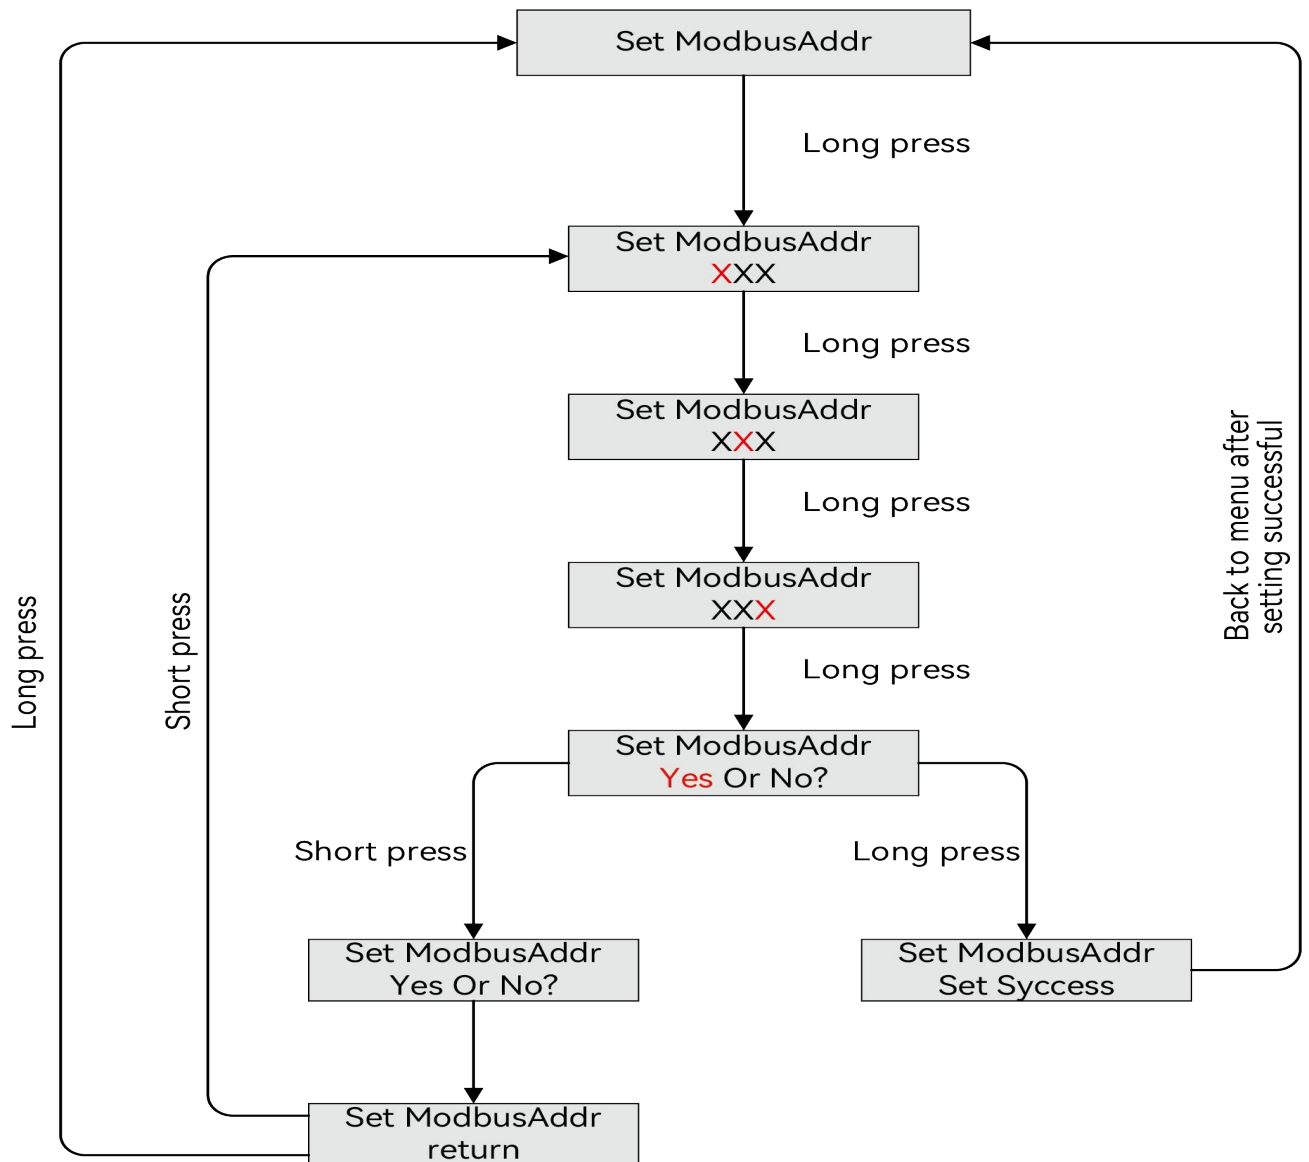 Set ModbusAddr
Long press
Set ModbusAddr
XXX
Long press
Set ModbusAddr
XXX
Long press
Set ModbusAddr
XXX
Long press
Set ModbusAddr
Yes Or No?
Short press
Long press
Set ModbusAddr
Yes Or No?
Set ModbusAddr
Set Syccess
Set ModbusAddr
return
Long press
Short press
Back to menu after
setting successful